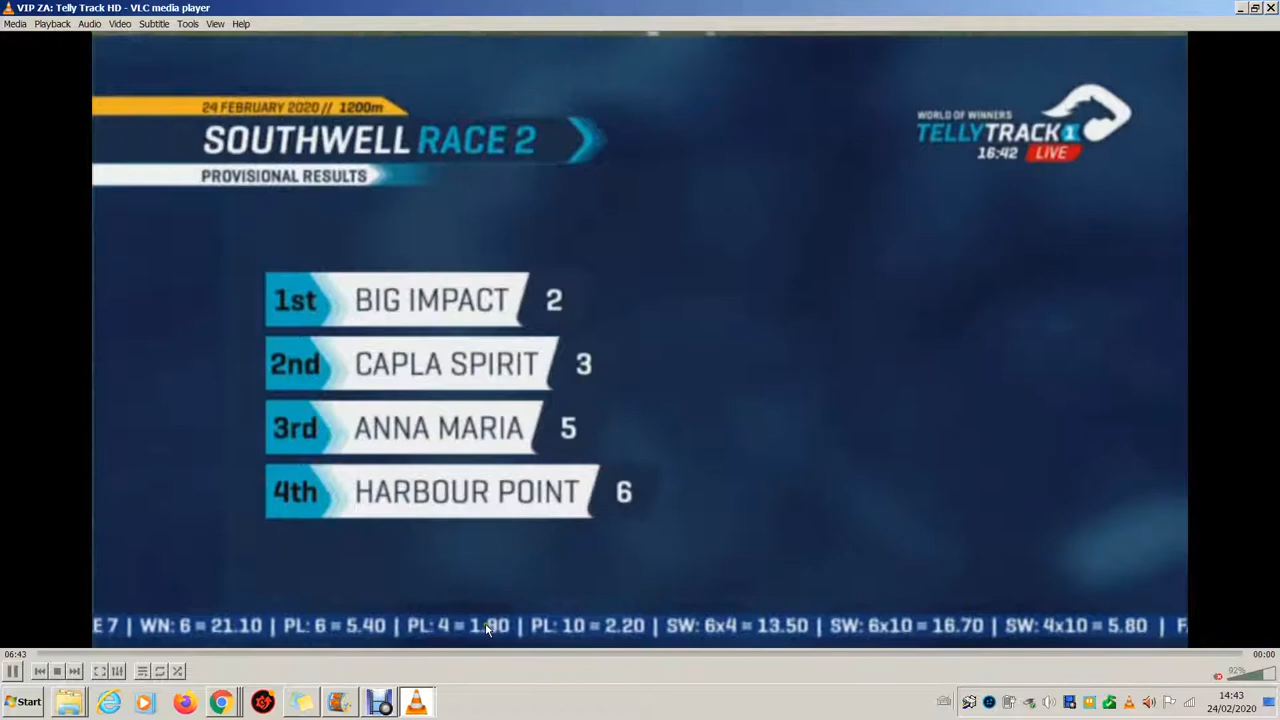 VIP ZA: Telly Track HD - VLC media player
Media Playback Audio Video Subtitle Tools View Help
24 FEBRUARY 2020 // 1200m
SOUTHWELL RACE 2
PROVISIONAL RESULTS
WORLD OF WINNERS
TELLYTRACK 1
16:42 LIVE
1st BIG IMPACT 2
2nd CAPLA SPIRIT 3
3rd ANNA MARIA 5
4th HARBOUR POINT 6
E 7 | WN: 6 = 21.10 | PL: 6 = 5.40 | PL: 4 = | PL: 10 = 2.20 | SW: 6x4 = 13.50 | SW: 6x10 = 16.70 | SW: 4x10 = 5.80 | F
06:43 00:00
92%
Start
14:43
24/02/2020